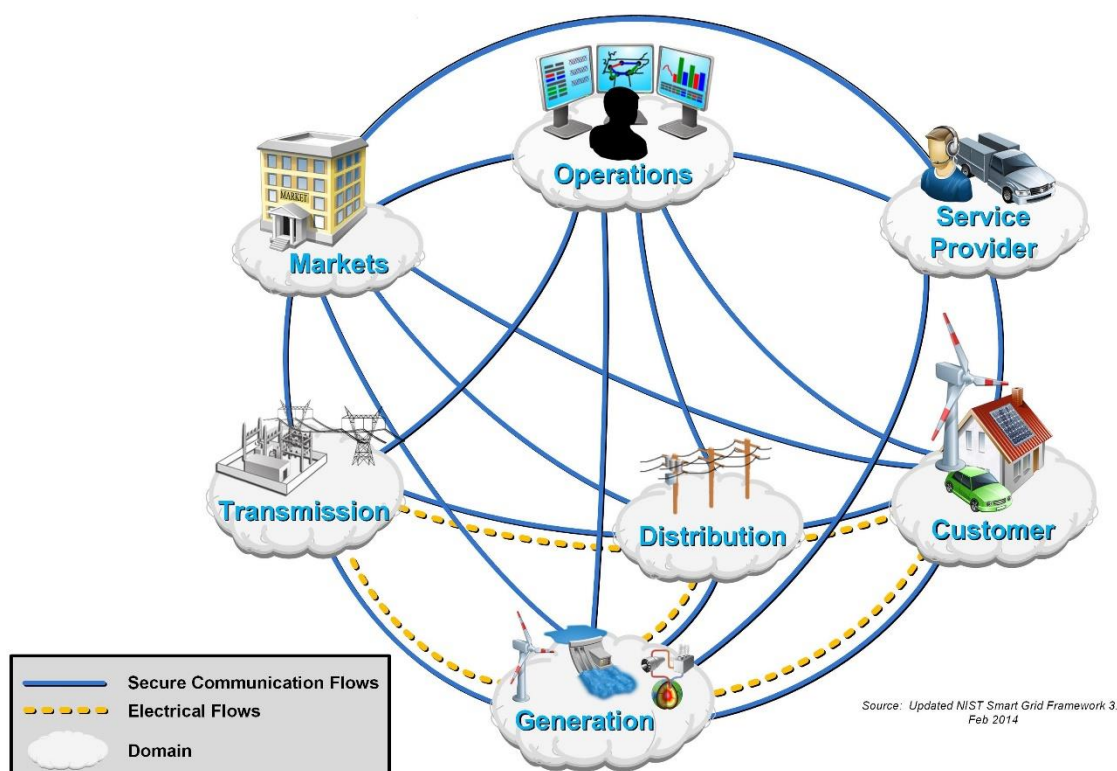 Operations
MARKET
Markets
Service
Provider
Transmission
Distribution
Customer
Generation
Secure Communication Flows
Electrical Flows
Domain
Source: Updated NIST Smart Grid Framework 3.
Feb 2014